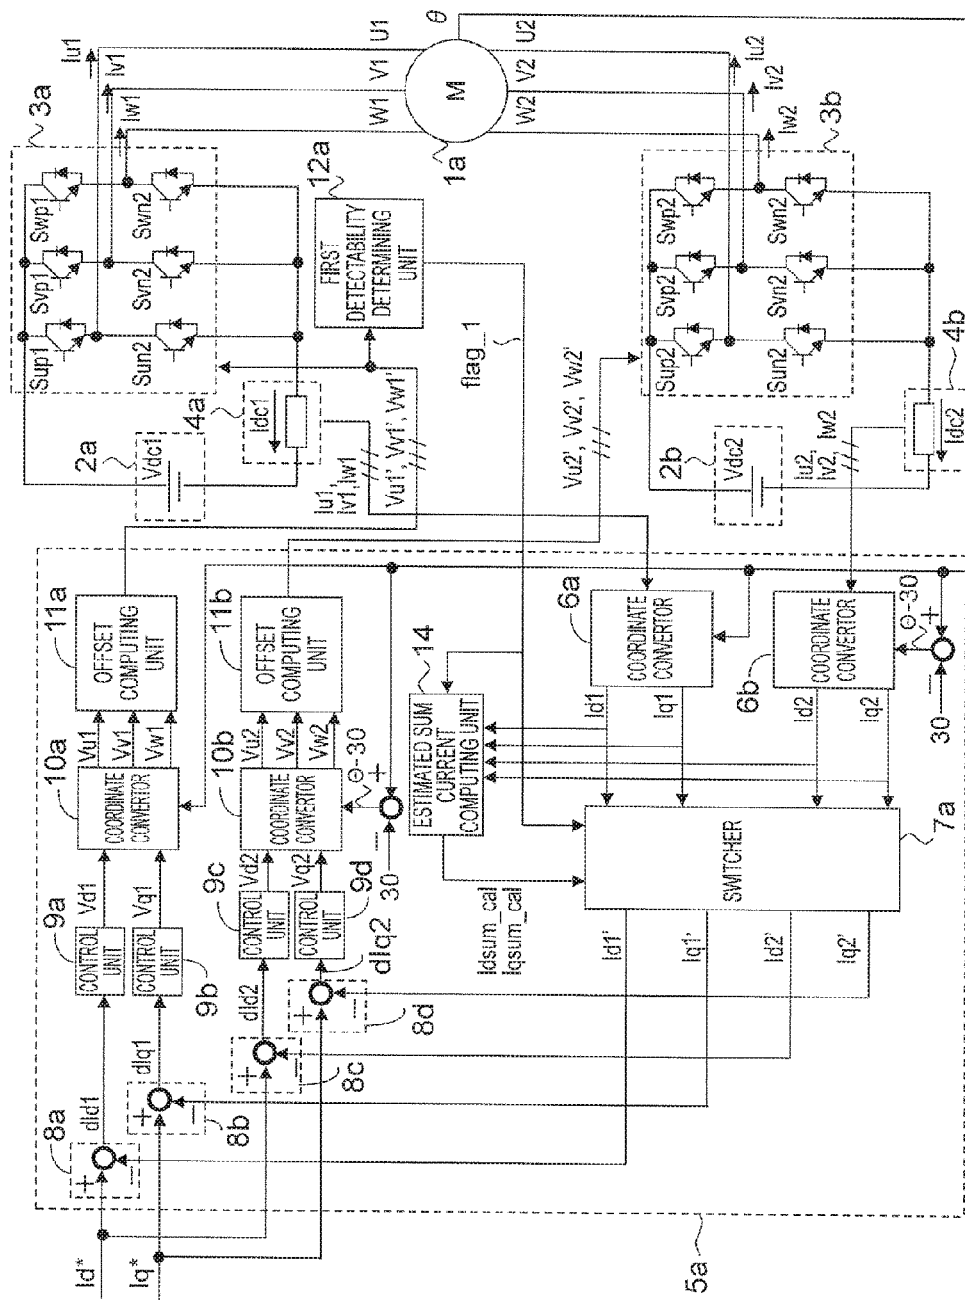 Id*
Iq*
8a
dId1
9a
CONTROL
UNIT
Vd1
10a
COORDINATE
CONVERTOR
Vu1
Vv1
Vw1
11a
OFFSET
COMPUTING
UNIT
8b
dIq1
CONTROL
UNIT
9b
Vq1
8c
dId2
9c
CONTROL
UNIT
Vd2
8d
dIq2
CONTROL
UNIT
9d
Vq2
10b
COORDINATE
CONVERTOR
Vu2
Vv2
Vw2
11b
OFFSET
COMPUTING
UNIT
Θ-30
+
−
30
14
ESTIMATED SUM
CURRENT
COMPUTING UNIT
Idsum_cal
Iqsum_cal
SWITCHER
7a
Id1'
Iq1'
Id2'
Iq2'
Id1
Iq1
Id2
Iq2
6a
COORDINATE
CONVERTOR
6b
COORDINATE
CONVERTOR
Θ-30
+
−
30
5a
2a
Vdc1
4a
Idc1
Iu1,
Iv1,Iw1
Vu1', Vv1', Vw1'
3a
Sup1
Svp1
Swp1
Sun2
Svn2
Swn2
Iu1
Iv1
Iw1
U1
V1
W1
12a
FIRST
DETECTABILITY
DETERMINING
UNIT
flag_1
M
1a
θ
U2
V2
W2
Iu2
Iv2
Iw2
3b
Vu2', Vv2', Vw2'
Sup2
Svp2
Swp2
Sun2
Svn2
Swn2
2b
Vdc2
Iu2,
Iv2, Iw2
4b
Idc2
+
−
+
−
+
−
+
−